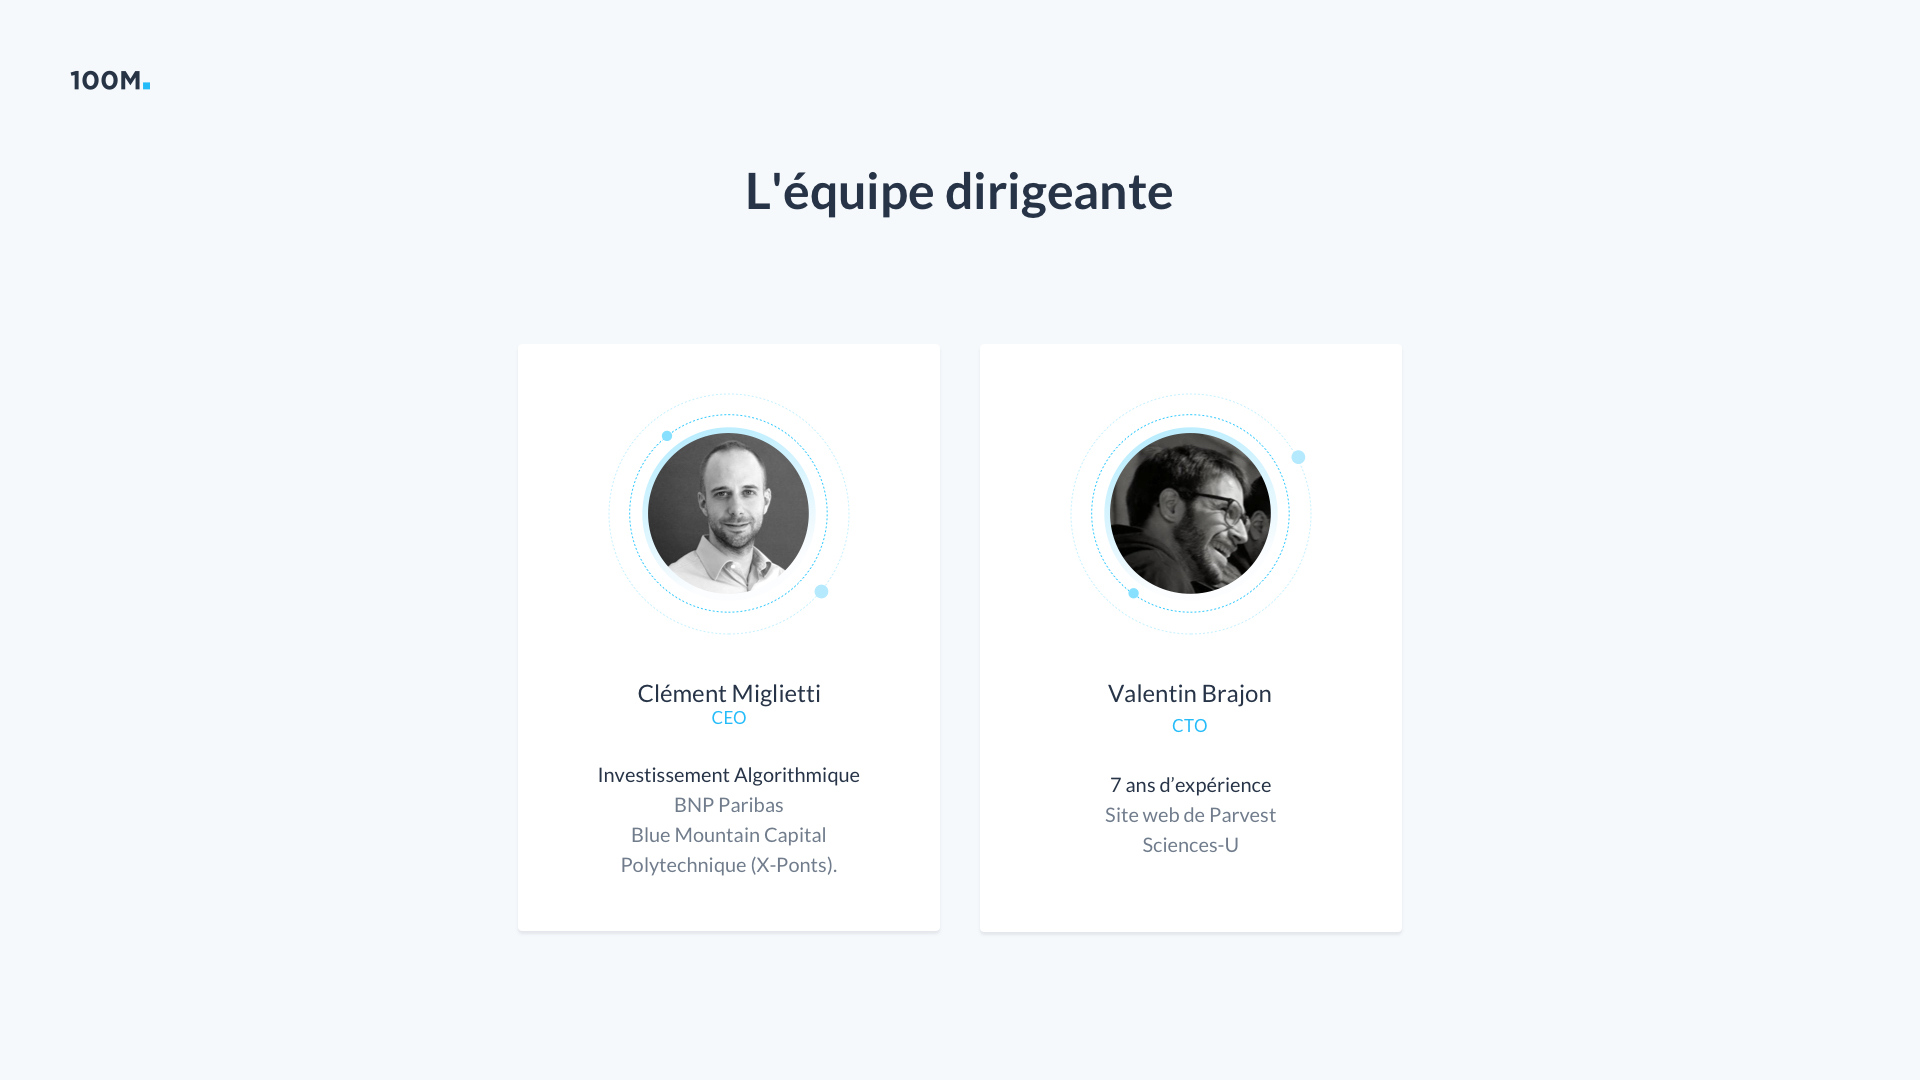 100M.
L'équipe dirigeante
Clément Miglietti
CEO
Investissement Algorithmique
BNP Paribas
Blue Mountain Capital
Polytechnique (X-Ponts).
Valentin Brajon
CTO
7 ans d’expérience
Site web de Parvest
Sciences-U